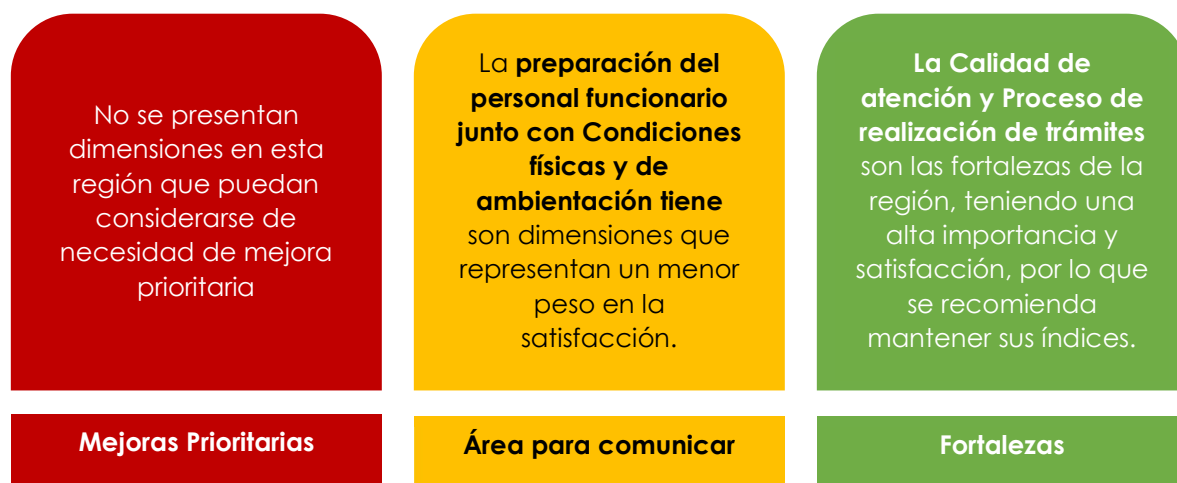 No se presentan
dimensiones en esta
región que puedan
considerarse de
necesidad de mejora
prioritaria
Mejoras Prioritarias
La preparación del
personal funcionario
junto con Condiciones
físicas y de
ambientación tiene
son dimensiones que
representan un menor
peso en la
satisfacción.
Área para comunicar
La Calidad de
atención y Proceso de
realización de trámites
son las fortalezas de la
región, teniendo una
alta importancia y
satisfacción, por lo que
se recomienda
mantener sus índices.
Fortalezas